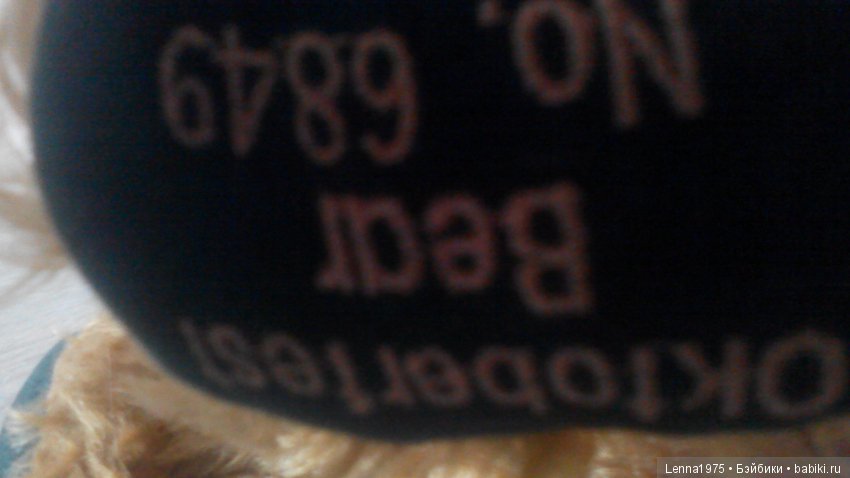 Oktoberfest
Bear
No. 6849
Lenna1975 • Бэйбики • babiki.ru